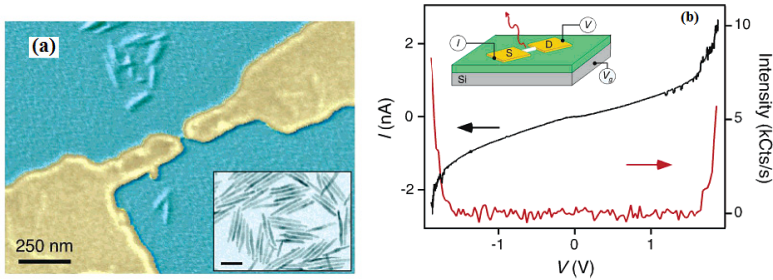 (a)
250 nm
(b)
I (nA)
2
0
-2
-1
0
1
V (V)
10
5
0
Intensity (kCts/s)
I
V
S
D
Si
Vg